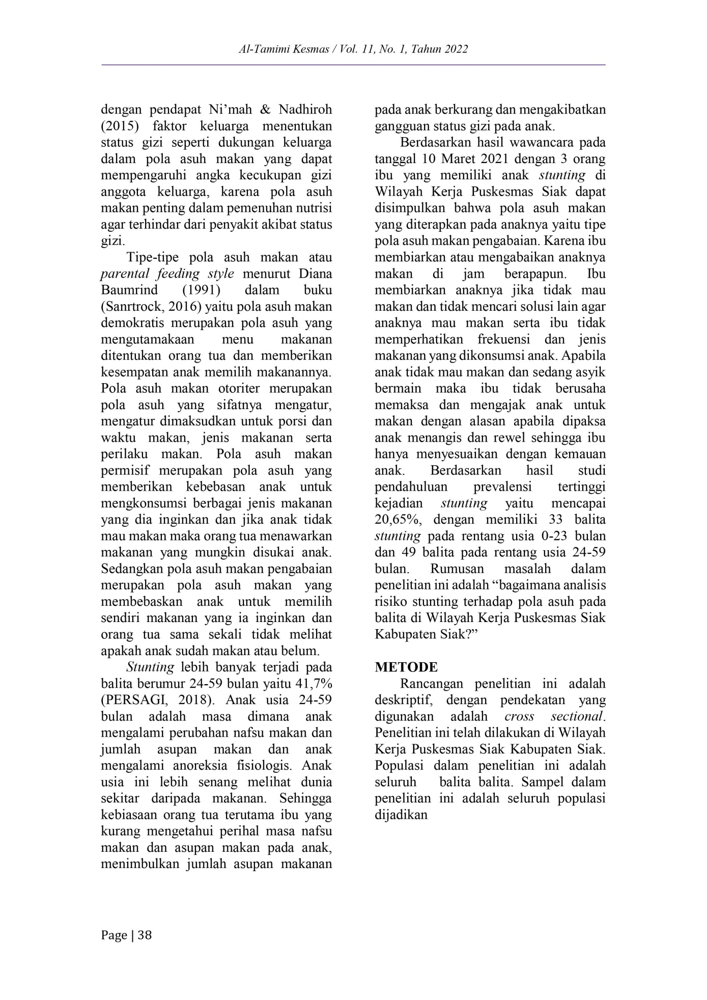 Al-Tamimi Kesmas / Vol. 11, No. 1, Tahun 2022
dengan pendapat Ni’mah & Nadhiroh
(2015) faktor keluarga menentukan
status gizi seperti dukungan keluarga
dalam pola asuh makan yang dapat
mempengaruhi angka kecukupan gizi
anggota keluarga, karena pola asuh
makan penting dalam pemenuhan nutrisi
agar terhindar dari penyakit akibat status
gizi.
Tipe-tipe pola asuh makan atau
parental feeding style menurut Diana
Baumrind (1991) dalam buku
(Sanrtrock, 2016) yaitu pola asuh makan
demokratis merupakan pola asuh yang
mengutamakaan menu makanan
ditentukan orang tua dan memberikan
kesempatan anak memilih makanannya.
Pola asuh makan otoriter merupakan
pola asuh yang sifatnya mengatur,
mengatur dimaksudkan untuk porsi dan
waktu makan, jenis makanan serta
perilaku makan. Pola asuh makan
permisif merupakan pola asuh yang
memberikan kebebasan anak untuk
mengkonsumsi berbagai jenis makanan
yang dia inginkan dan jika anak tidak
mau makan maka orang tua menawarkan
makanan yang mungkin disukai anak.
Sedangkan pola asuh makan pengabaian
merupakan pola asuh makan yang
membebaskan anak untuk memilih
sendiri makanan yang ia inginkan dan
orang tua sama sekali tidak melihat
apakah anak sudah makan atau belum.
Stunting lebih banyak terjadi pada
balita berumur 24-59 bulan yaitu 41,7%
(PERSAGI, 2018). Anak usia 24-59
bulan adalah masa dimana anak
mengalami perubahan nafsu makan dan
jumlah asupan makan dan anak
mengalami anoreksia fisiologis. Anak
usia ini lebih senang melihat dunia
sekitar daripada makanan. Sehingga
kebiasaan orang tua terutama ibu yang
kurang mengetahui perihal masa nafsu
makan dan asupan makan pada anak,
menimbulkan jumlah asupan makanan
pada anak berkurang dan mengakibatkan
gangguan status gizi pada anak.
Berdasarkan hasil wawancara pada
tanggal 10 Maret 2021 dengan 3 orang
ibu yang memiliki anak stunting di
Wilayah Kerja Puskesmas Siak dapat
disimpulkan bahwa pola asuh makan
yang diterapkan pada anaknya yaitu tipe
pola asuh makan pengabaian. Karena ibu
membiarkan atau mengabaikan anaknya
makan di jam berapapun. Ibu
membiarkan anaknya jika tidak mau
makan dan tidak mencari solusi lain agar
anaknya mau makan serta ibu tidak
memperhatikan frekuensi dan jenis
makanan yang dikonsumsi anak. Apabila
anak tidak mau makan dan sedang asyik
bermain maka ibu tidak berusaha
memaksa dan mengajak anak untuk
makan dengan alasan apabila dipaksa
anak menangis dan rewel sehingga ibu
hanya menyesuaikan dengan kemauan
anak. Berdasarkan hasil studi
pendahuluan prevalensi tertinggi
kejadian stunting yaitu mencapai
20,65%, dengan memiliki 33 balita
stunting pada rentang usia 0-23 bulan
dan 49 balita pada rentang usia 24-59
bulan. Rumusan masalah dalam
penelitian ini adalah “bagaimana analisis
risiko stunting terhadap pola asuh pada
balita di Wilayah Kerja Puskesmas Siak
Kabupaten Siak?”
METODE
Rancangan penelitian ini adalah
deskriptif, dengan pendekatan yang
digunakan adalah cross sectional.
Penelitian ini telah dilakukan di Wilayah
Kerja Puskesmas Siak Kabupaten Siak.
Populasi dalam penelitian ini adalah
seluruh balita balita. Sampel dalam
penelitian ini adalah seluruh populasi
dijadikan
Page | 38